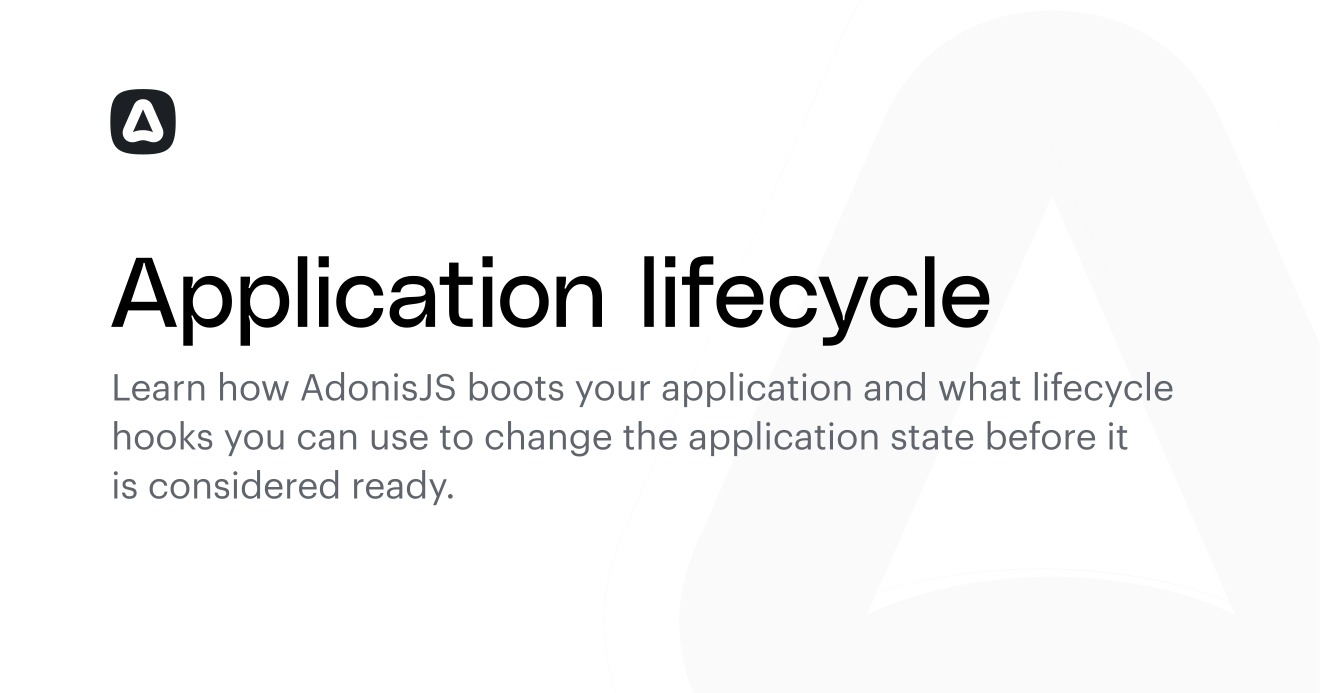 Application lifecycle
Learn how AdonisJS boots your application and what lifecycle
hooks you can use to change the application state before it
is considered ready.